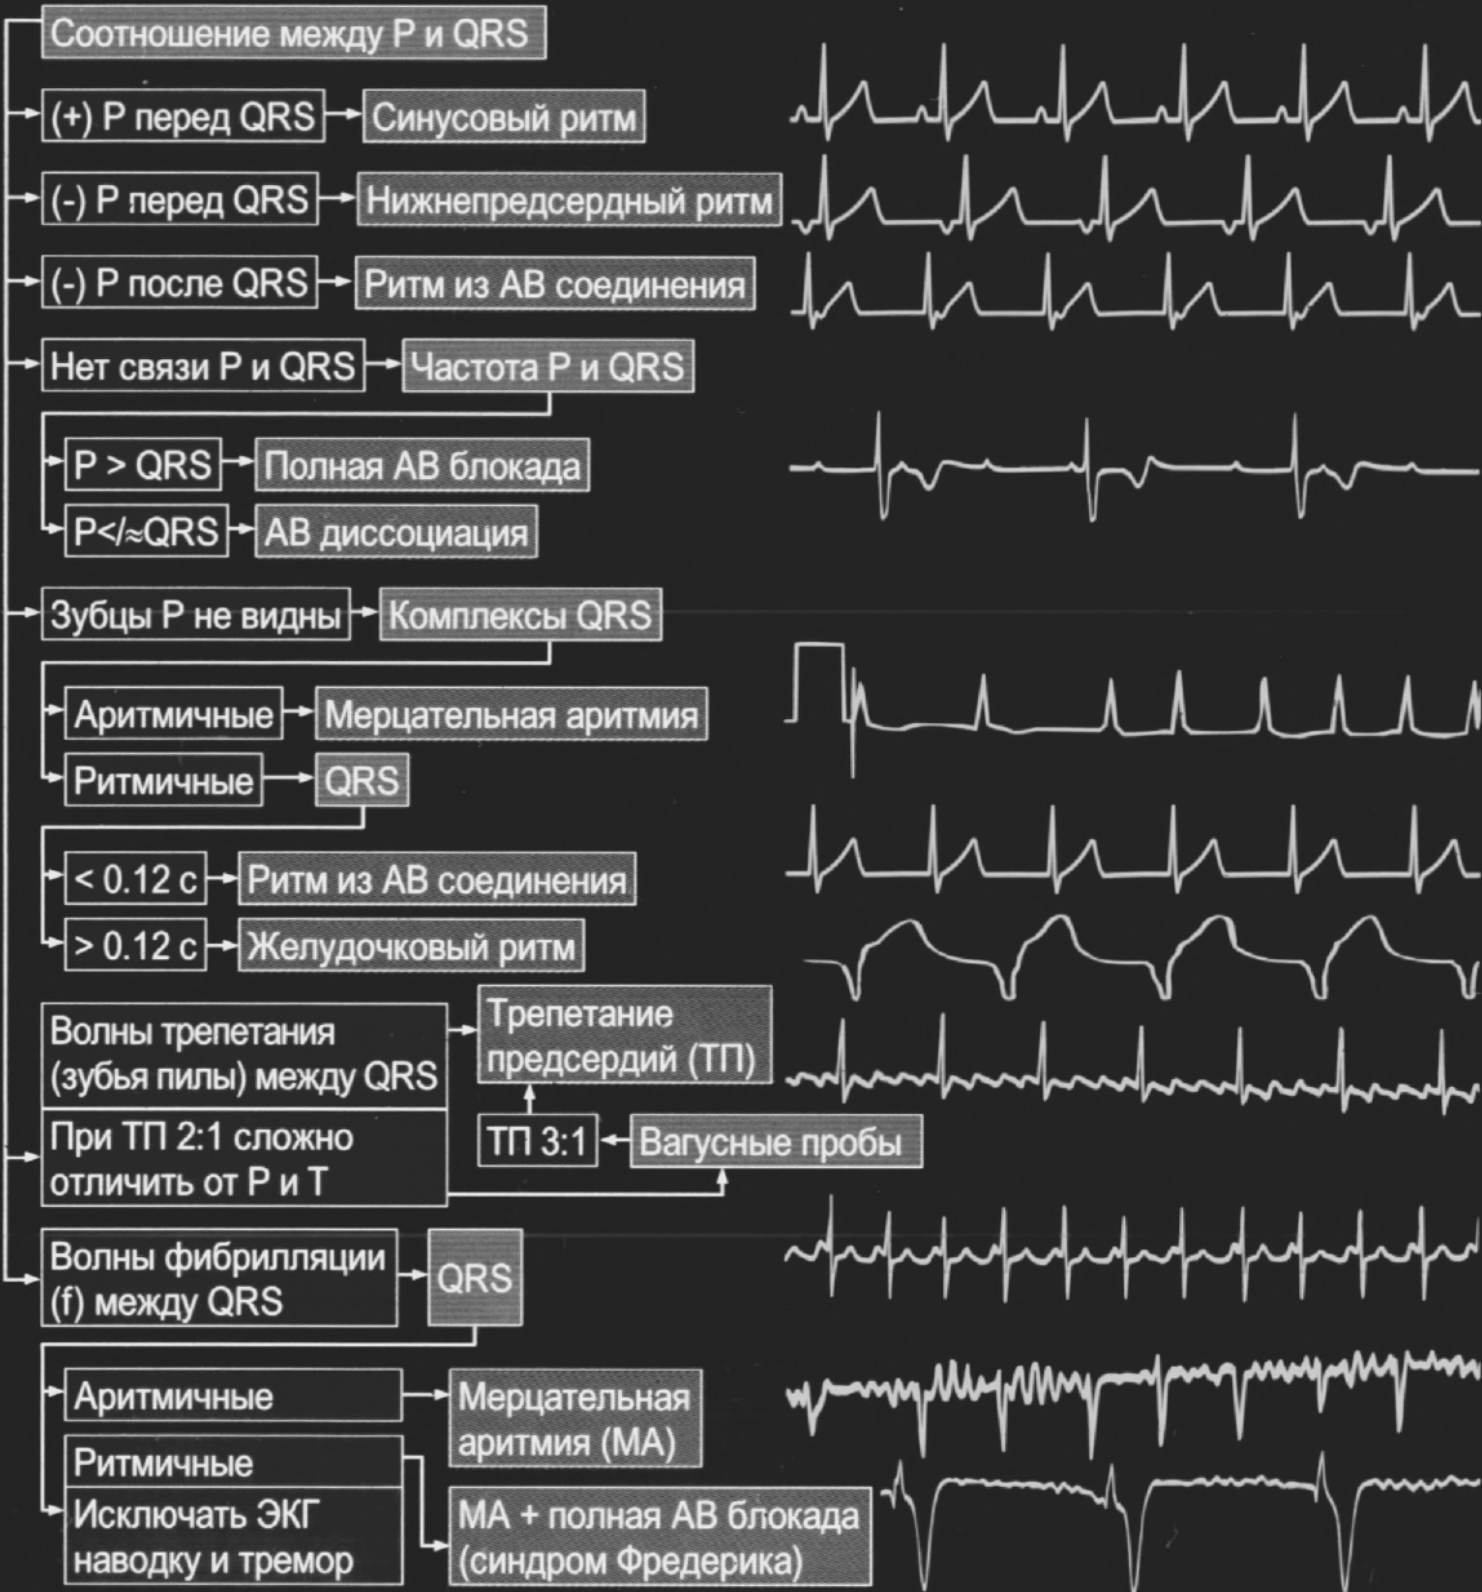 Соотношение между P и QRS
(+) P перед QRS
Синусовый ритм
(-) P перед QRS
Нижнепредсердный ритм
(-) P после QRS
Ритм из АВ соединения
Нет связи P и QRS
Частота P и QRS
P > QRS
Полная АВ блокада
P</≈QRS
АВ диссоциация
Зубцы P не видны
Комплексы QRS
Аритмичные
Мерцательная аритмия
Ритмичные
QRS
< 0.12 с
Ритм из АВ соединения
> 0.12 с
Желудочковый ритм
Волны трепетания
(зубья пилы) между QRS
Трепетание
предсердий (ТП)
При ТП 2:1 сложно
отличить от P и T
ТП 3:1
Вагусные пробы
Волны фибрилляции
(f) между QRS
QRS
Аритмичные
Мерцательная
аритмия (МА)
Ритмичные
Исключать ЭКГ
наводку и тремор
МА + полная АВ блокада
(синдром Фредерика)